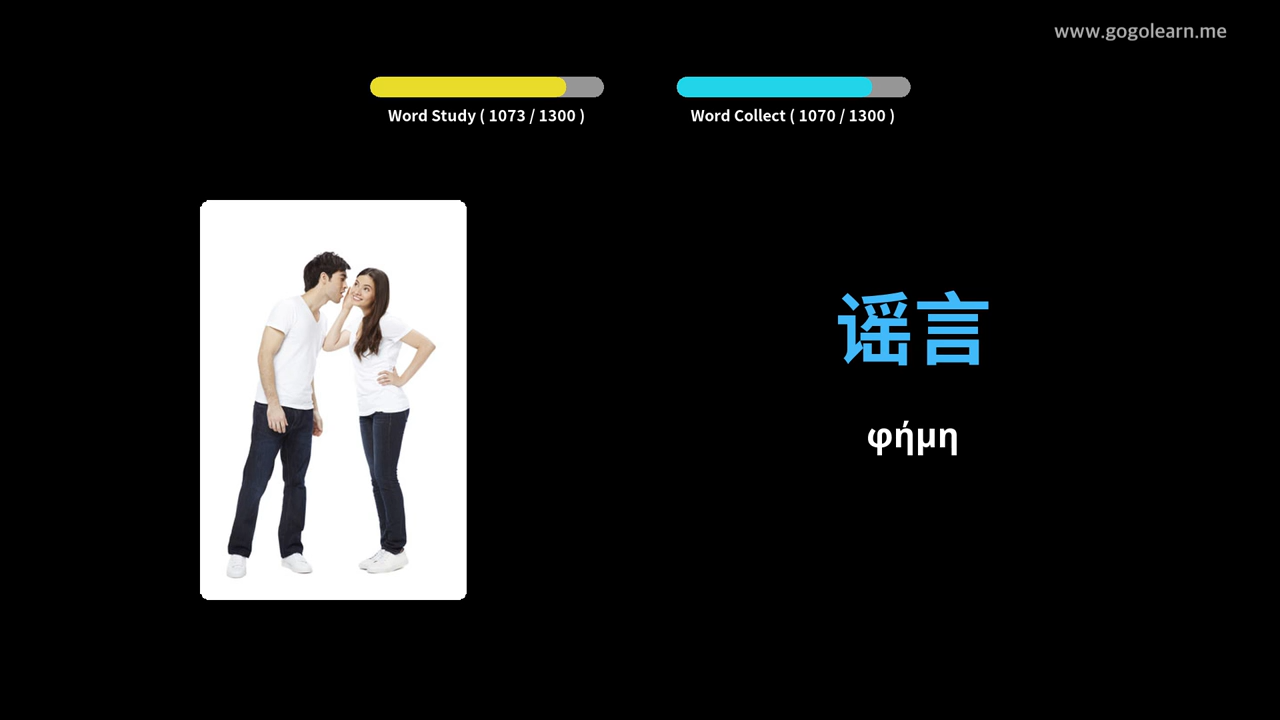 www.gogolearn.me
Word Study ( 1073 / 1300 )
Word Collect ( 1070 / 1300 )
谣言
φήμη